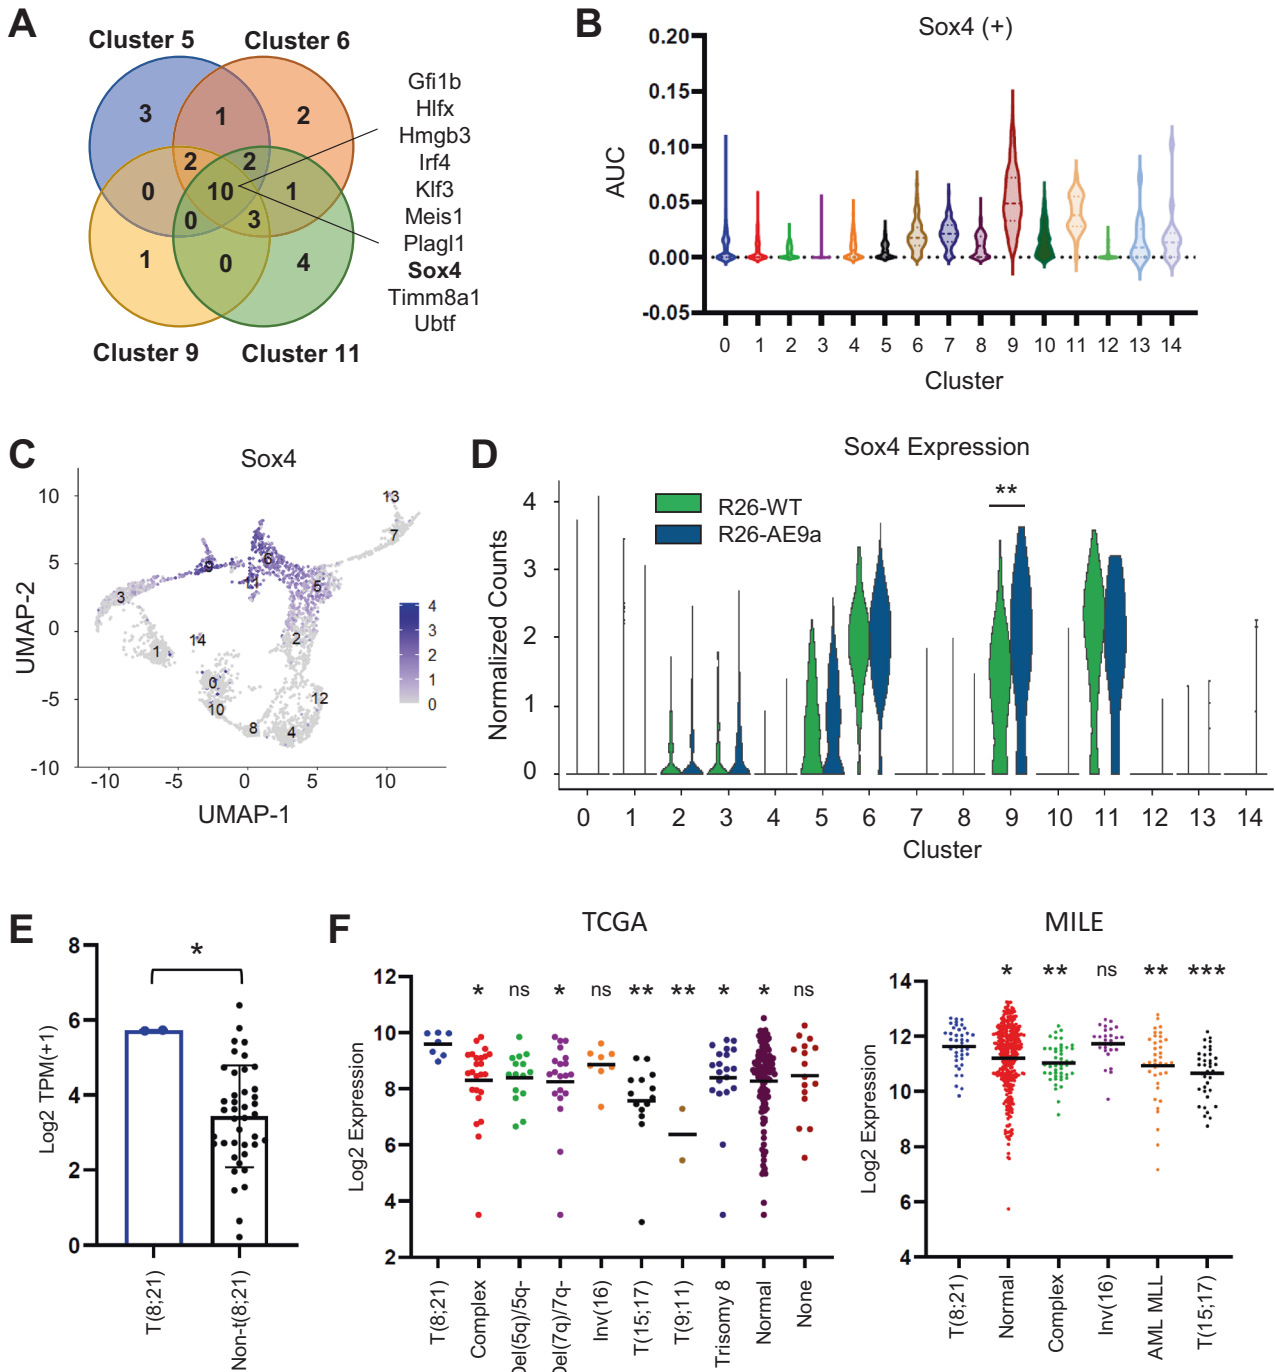 A
Cluster 5
Cluster 6
3
1
2
2
2
0
10
1
0
3
1
0
4
Cluster 9
Cluster 11
Gfi1b
Hlfx
Hmgb3
Irf4
Klf3
Meis1
Plagl1
Sox4
Timm8a1
Ubtf
B
Sox4 (+)
AUC
0.20
0.15
0.10
0.05
0.00
-0.05
0 1 2 3 4 5 6 7 8 9 10 11 12 13 14
Cluster
C
Sox4
UMAP-2
10
5
0
-5
-10
13
7
6
9
11
5
3
14
2
1
0
12
10
8
4
4
3
2
1
0
-10 -5 0 5 10
UMAP-1
D
Sox4 Expression
**
R26-WT
R26-AE9a
Normalized Counts
4
3
2
1
0
0 1 2 3 4 5 6 7 8 9 10 11 12 13 14
Cluster
E
*
Log2 TPM(+1)
8
6
4
2
0
T(8;21)
Non-t(8;21)
F
TCGA
* ns * ns ** ** * * ns
Log2 Expression
12
10
8
6
4
2
T(8;21)
Complex
Del(5q)/5q-
Del(7q)/7q-
Inv(16)
T(15;17)
T(9;11)
Trisomy 8
Normal
None
MILE
* ** ns ** ***
Log2 Expression
14
12
10
8
6
4
T(8;21)
Normal
Complex
Inv(16)
AML MLL
T(15;17)